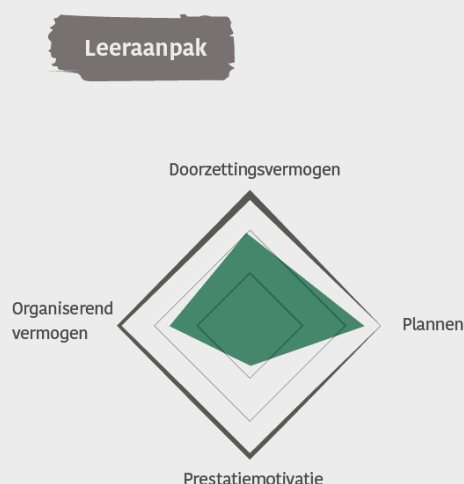 Leeraanpak
Doorzettingsvermogen
Organiserend
vermogen
Plannen
Prestatiemotivatie